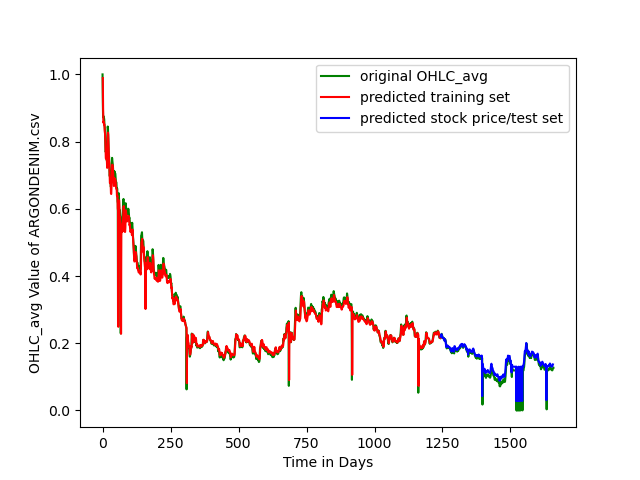 original OHLC_avg
predicted training set
predicted stock price/test set
OHLC_avg Value of ARGONDENIM.csv
1.0
0.8
0.6
0.4
0.2
0.0
0 250 500 750 1000 1250 1500
Time in Days